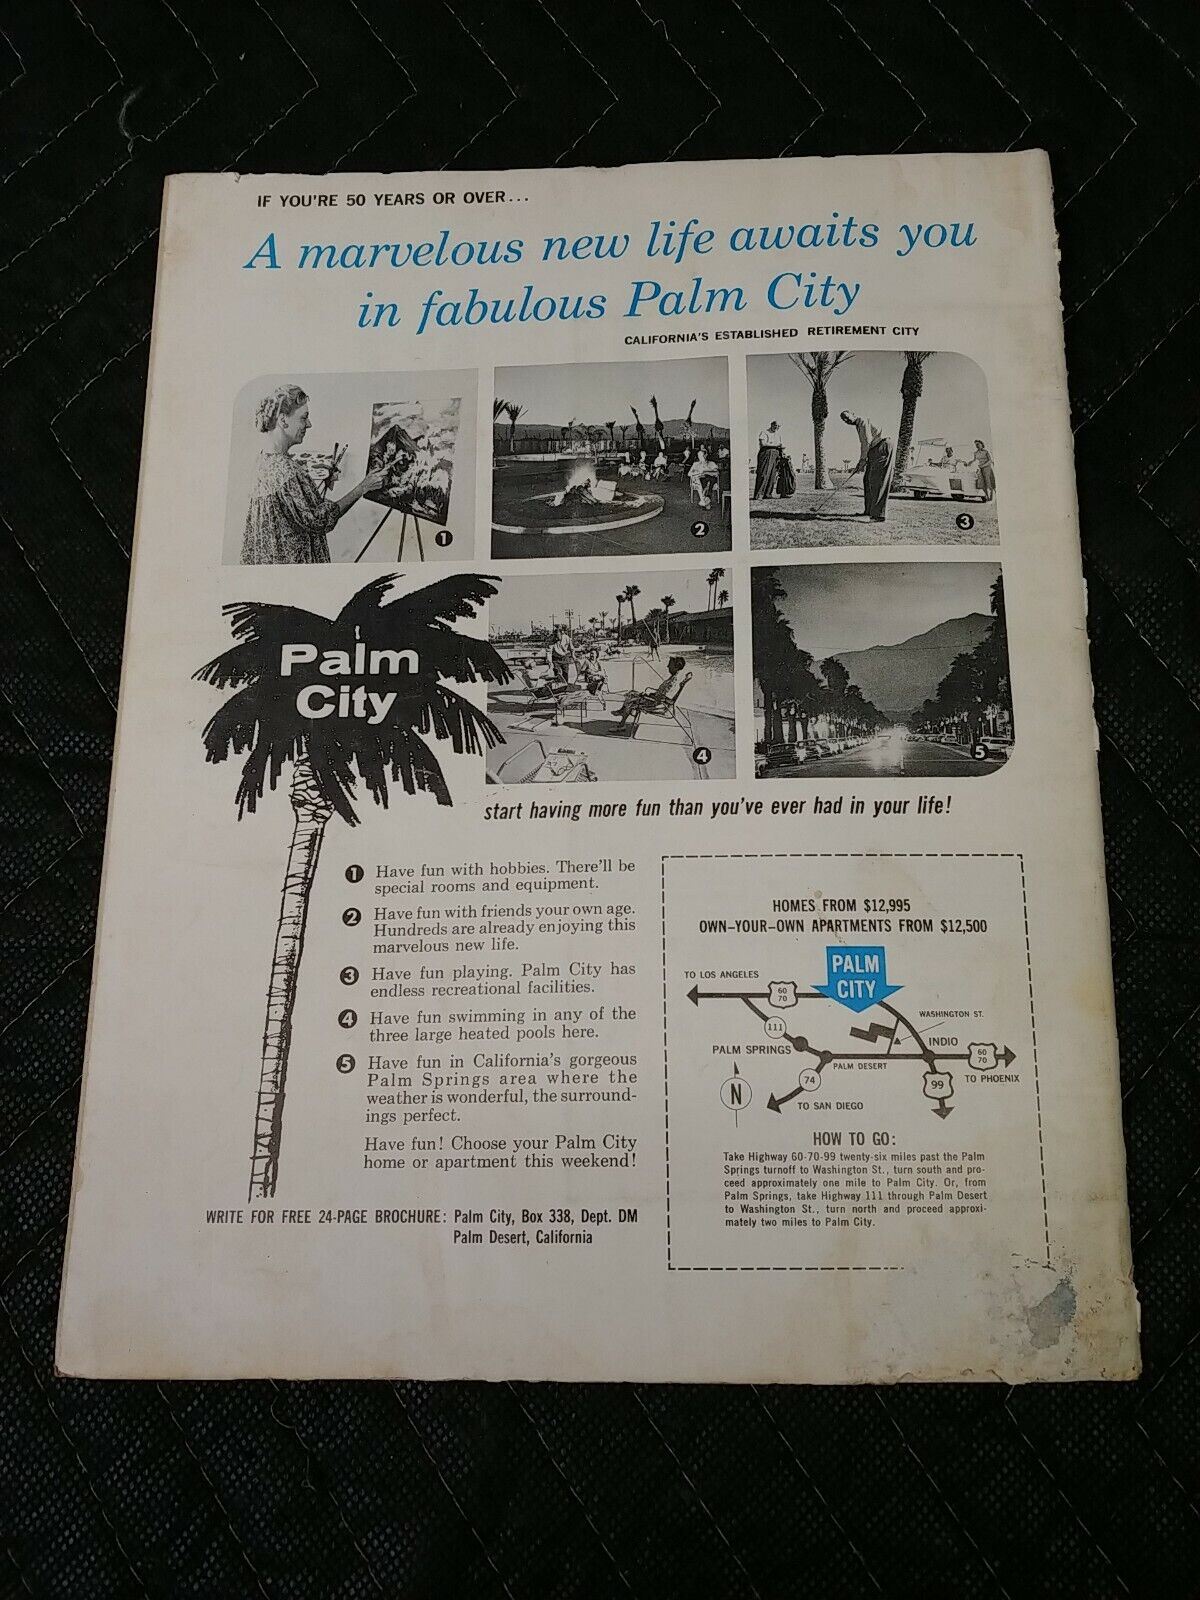 IF YOU'RE 50 YEARS OR OVER...
A marvelous new life awaits you
in fabulous Palm City
CALIFORNIA'S ESTABLISHED RETIREMENT CITY
1
2
3
Palm
City
4
5
start having more fun than you've ever had in your life!
1 Have fun with hobbies. There'll be
special rooms and equipment.
2 Have fun with friends your own age.
Hundreds are already enjoying this
marvelous new life.
3 Have fun playing. Palm City has
endless recreational facilities.
4 Have fun swimming in any of the
three large heated pools here.
5 Have fun in California's gorgeous
Palm Springs area where the
weather is wonderful, the surround-
ings perfect.
Have fun! Choose your Palm City
home or apartment this weekend!
WRITE FOR FREE 24-PAGE BROCHURE: Palm City, Box 338, Dept. DM
Palm Desert, California
HOMES FROM $12,995
OWN-YOUR-OWN APARTMENTS FROM $12,500
PALM
CITY
TO LOS ANGELES
60
70
WASHINGTON ST.
111
PALM SPRINGS
INDIO
PALM DESERT
60
70
TO PHOENIX
74
99
N
TO SAN DIEGO
HOW TO GO:
Take Highway 60-70-99 twenty-six miles past the Palm
Springs turnoff to Washington St., turn south and pro-
ceed approximately one mile to Palm City. Or, from
Palm Springs, take Highway 111 through Palm Desert
to Washington St., turn north and proceed approxi-
mately two miles to Palm City.